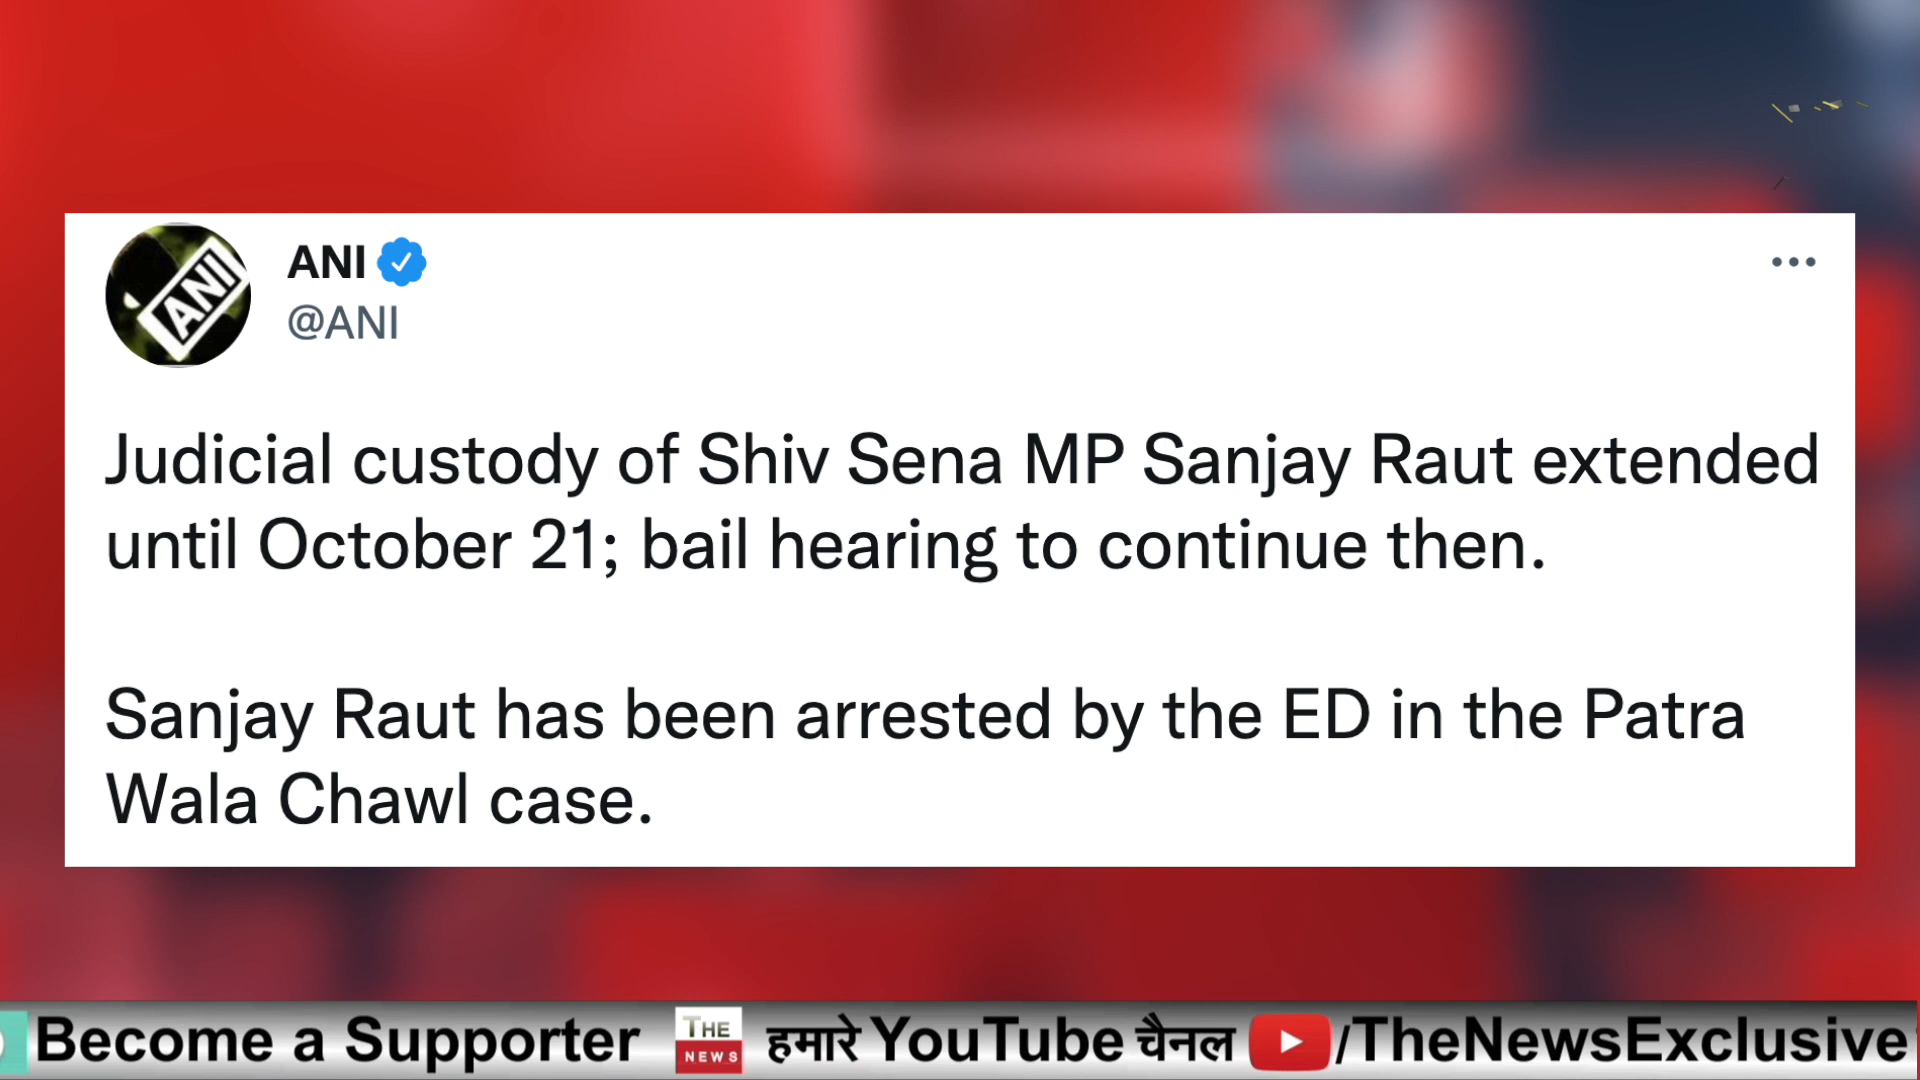 ANI
ANI
@ANI
Judicial custody of Shiv Sena MP Sanjay Raut extended
until October 21; bail hearing to continue then.
Sanjay Raut has been arrested by the ED in the Patra
Wala Chawl case.
Become a Supporter THE NEWS हमारे YouTube चैनल /TheNewsExclusive